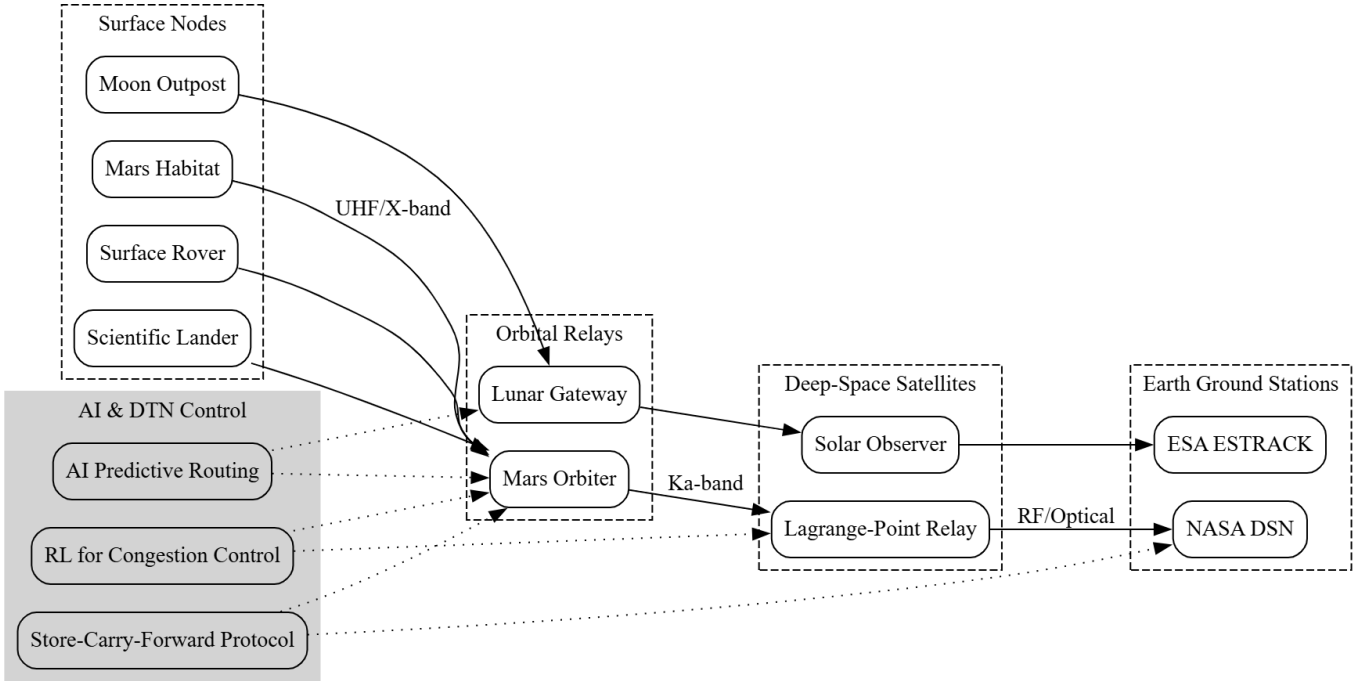 Surface Nodes
Moon Outpost
Mars Habitat
Surface Rover
Scientific Lander
UHF/X-band
AI & DTN Control
AI Predictive Routing
RL for Congestion Control
Store-Carry-Forward Protocol
Orbital Relays
Lunar Gateway
Mars Orbiter
Ka-band
Deep-Space Satellites
Solar Observer
Lagrange-Point Relay
RF/Optical
Earth Ground Stations
ESA ESTRACK
NASA DSN